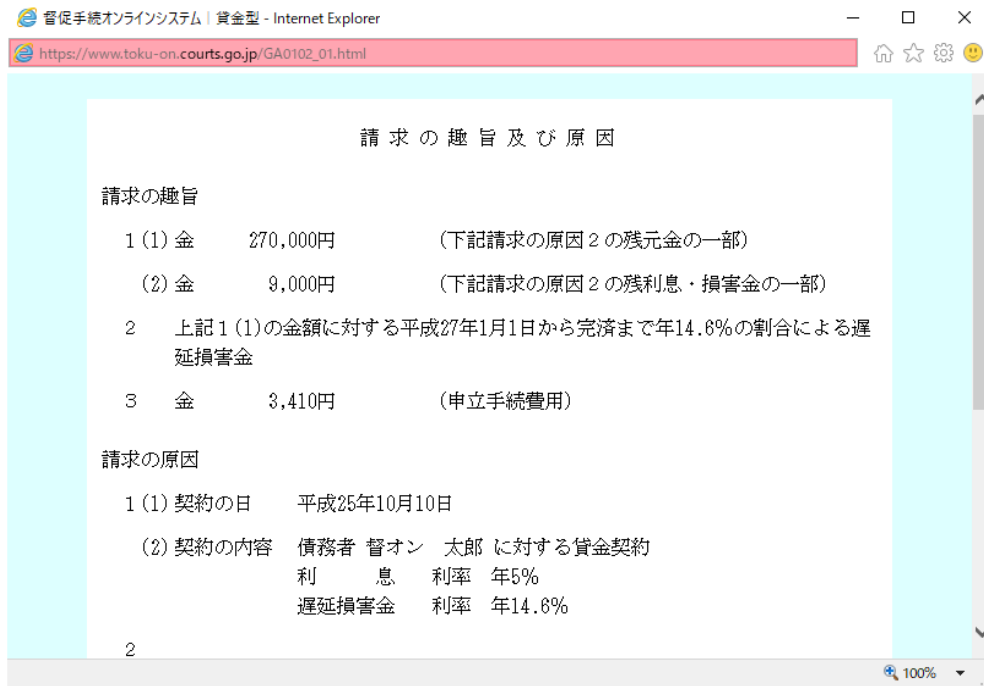 督促手続オンラインシステム | 貸金型 - Internet Explorer
https://www.toku-on.courts.go.jp/GA0102_01.html
請 求 の 趣 旨 及 び 原 因
請求の趣旨
1(1) 金 270,000円 (下記請求の原因2の残元金の一部)
(2) 金 9,000円 (下記請求の原因2の残利息・損害金の一部)
2 上記1(1)の金額に対する平成27年1月1日から完済まで年14.6%の割合による遅
延損害金
3 金 3,410円 (申立手続費用)
請求の原因
1(1) 契約の日 平成25年10月10日
(2) 契約の内容 債務者 督オン 太郎 に対する貸金契約
利 息 利率 年5%
遅延損害金 利率 年14.6%
2
100%